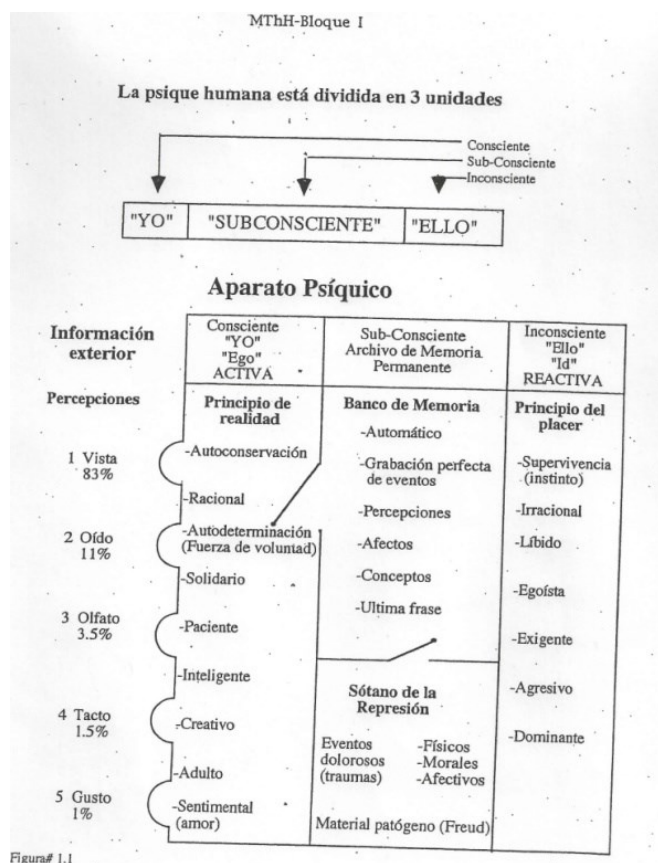 MThH-Bloque I
La psique humana está dividida en 3 unidades
Consciente
Sub-Consciente
Inconsciente
"YO" "SUBCONSCIENTE" "ELLO"
Aparato Psíquico
Información
exterior
Percepciones
1 Vista
83%
2 Oído
11%
3 Olfato
3.5%
4 Tacto
1.5%
5 Gusto
1%
Consciente
"YO"
"Ego"
ACTIVA
Principio de
realidad
-Autoconservación
-Racional
-Autodeterminación
(Fuerza de voluntad)
-Solidario
-Paciente
-Inteligente
-Creativo
-Adulto
-Sentimental
(amor)
Sub-Consciente
Archivo de Memoria
Permanente
Banco de Memoria
-Automático
-Grabación perfecta
de eventos
-Percepciones
-Afectos
-Conceptos
-Ultima frase
Sótano de la
Represión
Eventos
dolorosos
(traumas)
-Físicos
-Morales
-Afectivos
Material patógeno (Freud)
Inconsciente
"Ello"
"Id"
REACTIVA
Principio del
placer
-Supervivencia
(instinto)
-Irracional
-Líbido
-Egoísta
-Exigente
-Agresivo
-Dominante
Figura# 1.1